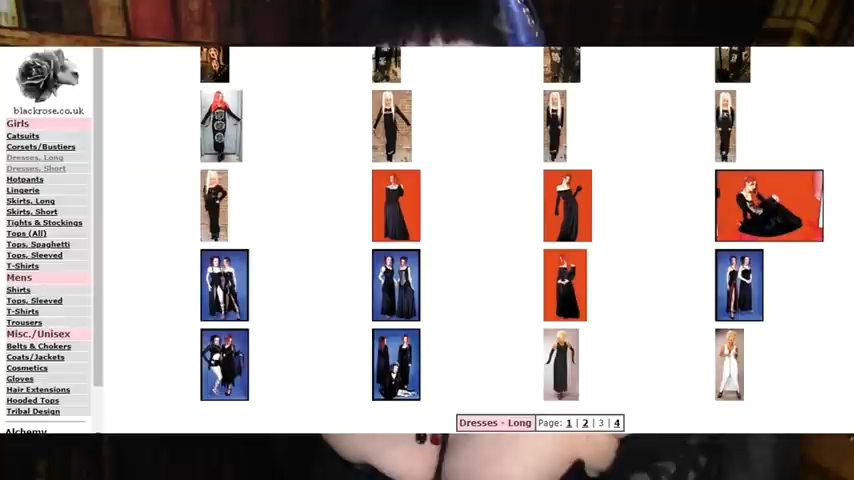 blackrose.co.uk
Girls
Catsuits
Corsets/Bustiers
Dresses, Long
Dresses, Short
Hotpants
Lingerie
Skirts, Long
Skirts, Short
Tights & Stockings
Tops (All)
Tops, Spaghetti
Tops, Sleeved
T-Shirts
Mens
Shirts
Tops, Sleeved
T-Shirts
Trousers
Misc./Unisex
Belts & Chokers
Coats/Jackets
Cosmetics
Gloves
Hair Extensions
Hooded Tops
Tribal Design
Alchemy
Dresses - Long Page: 1 | 2 | 3 | 4